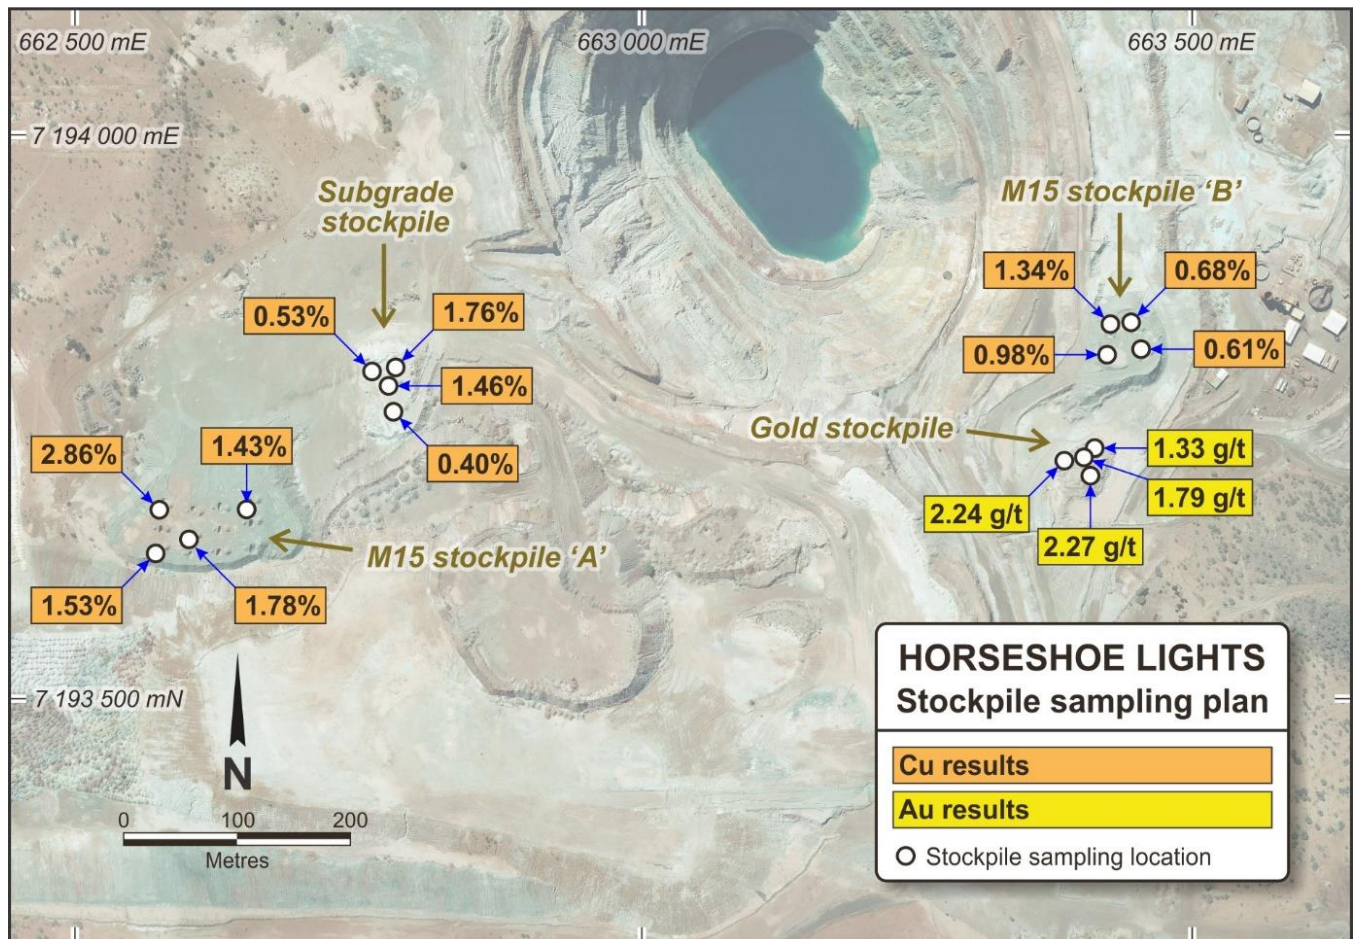 662 500 mE
663 000 mE
663 500 mE
7 194 000 mE
Subgrade
stockpile
M15 stockpile ‘B’
1.34%
0.68%
0.53%
1.76%
0.98%
0.61%
1.46%
Gold stockpile
2.86%
1.43%
0.40%
1.33 g/t
1.79 g/t
2.24 g/t
2.27 g/t
M15 stockpile ‘A’
1.53%
1.78%
7 193 500 mN
N
0 100 200
Metres
HORSESHOE LIGHTS
Stockpile sampling plan
Cu results
Au results
Stockpile sampling location